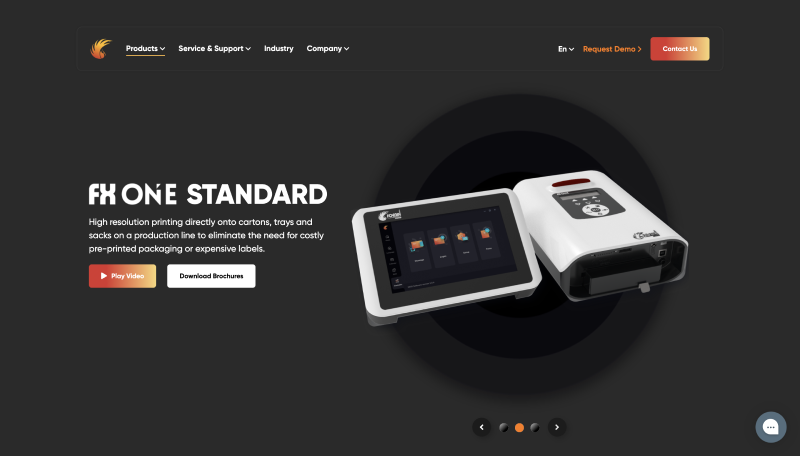 Products
Service & Support
Industry
Company
En
Request Demo
Contact Us
FX ONE STANDARD
High resolution printing directly onto cartons, trays and
sacks on a production line to eliminate the need for costly
pre-printed packaging or expensive labels.
Play Video
Download Brochures